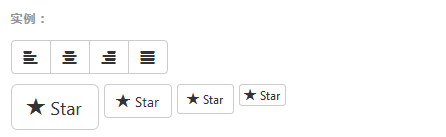 实例：
★ Star ★ Star ★ Star ★ Star